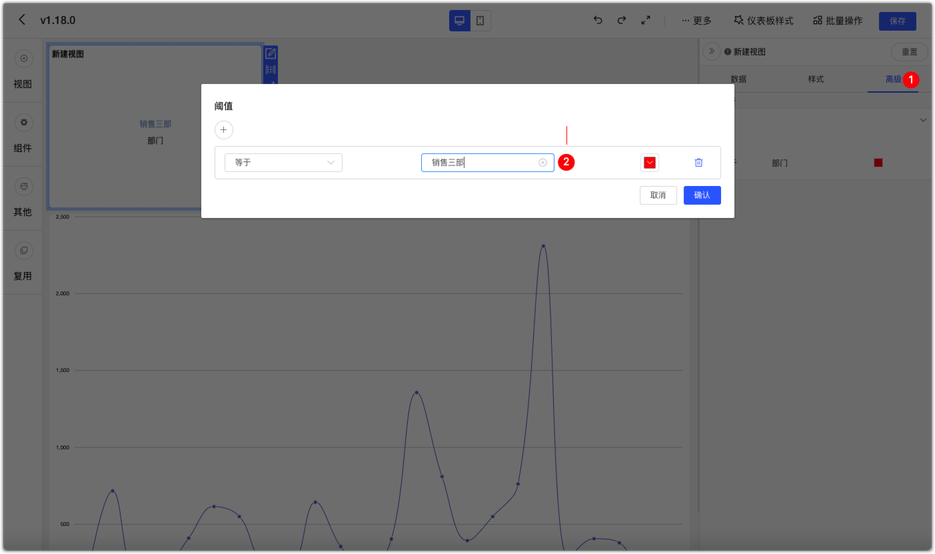 v1.18.0
更多
仪表板样式
批量操作
保存
视图
组件
其他
复用
新建视图
销售三部
部门
新建视图
重置
数据
样式
高级
1
部门
阈值
等于
销售三部
2
取消
确认
2,500
2,000
1,500
1,000
500